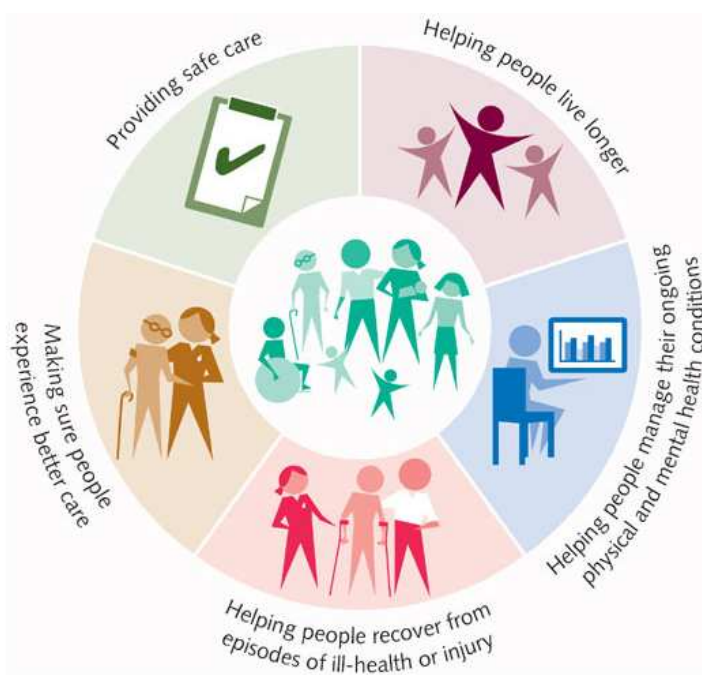 Providing safe care
Helping people live longer
Helping people manage their ongoing
physical and mental health conditions
Helping people recover from
episodes of ill-health or injury
Making sure people
experience better care